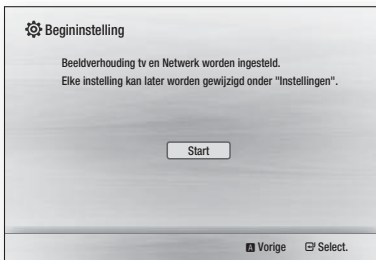 Begininstelling
Beeldverhouding tv en Netwerk worden ingesteld.
Elke instelling kan later worden gewijzigd onder "Instellingen".
Start
A Vorige Select.